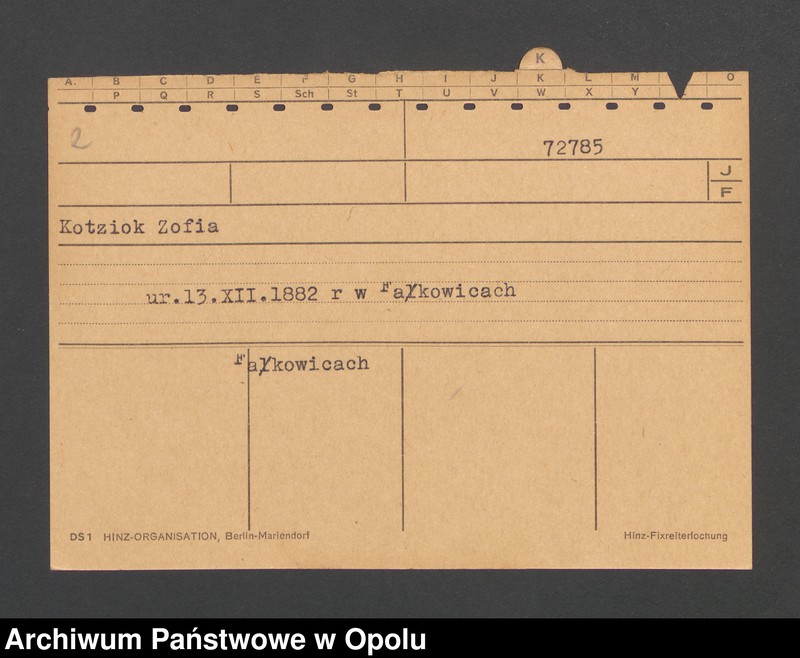 K
A. B C D E F G H I J K L M O
P Q R S Sch St T U V W X Y
2
72785
J
F
Kotziok Zofia
ur.13.XII.1882 r w Fałkowicach
Fałkowicach
DS1 HINZ-ORGANISATION, Berlin-Mariendorf
Hinz-Fixreiterlochung
Archiwum Państwowe w Opolu